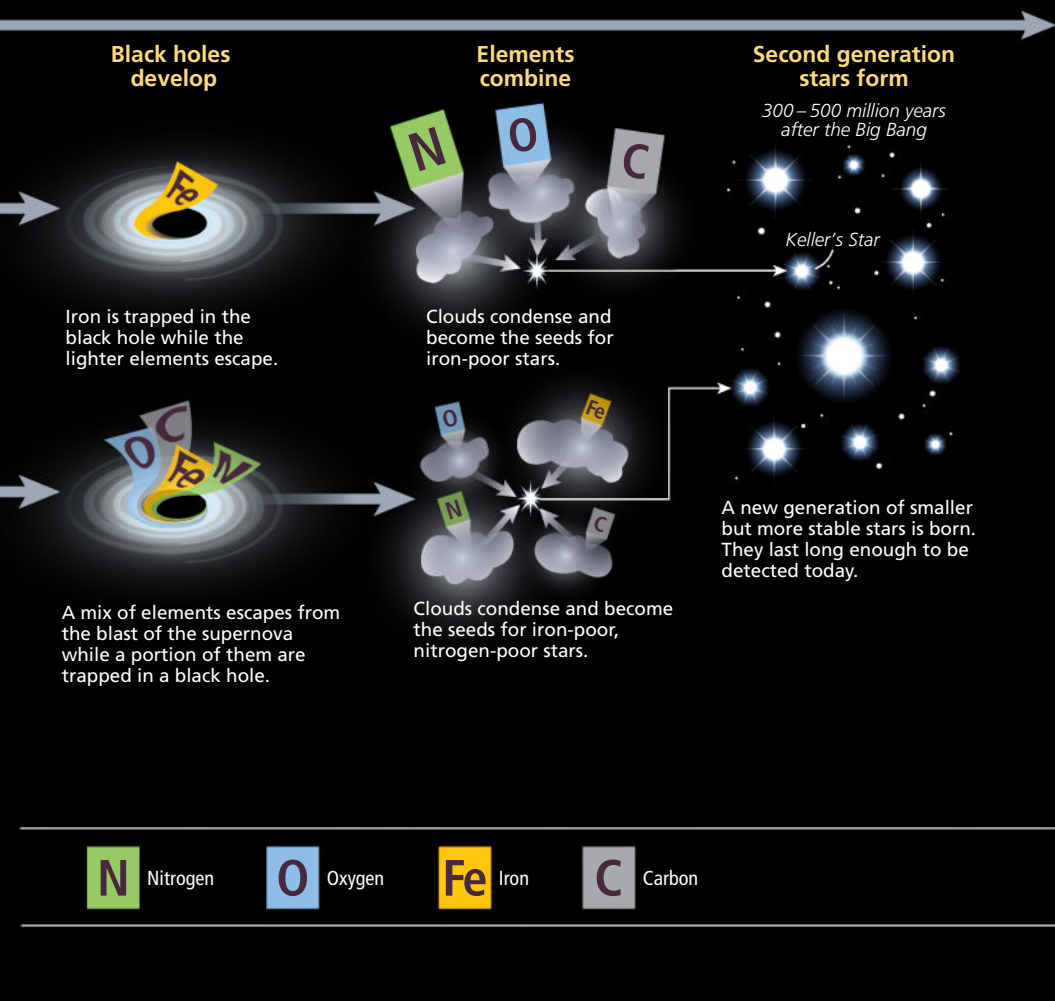 Black holes
develop
Elements
combine
Second generation
stars form
300–500 million years
after the Big Bang
Fe
N
O
C
Keller's Star
Iron is trapped in the
black hole while the
lighter elements escape.
Clouds condense and
become the seeds for
iron-poor stars.
O
C
Fe
N
O
Fe
N
C
A mix of elements escapes from
the blast of the supernova
while a portion of them are
trapped in a black hole.
Clouds condense and become
the seeds for iron-poor,
nitrogen-poor stars.
A new generation of smaller
but more stable stars is born.
They last long enough to be
detected today.
N Nitrogen
O Oxygen
Fe Iron
C Carbon